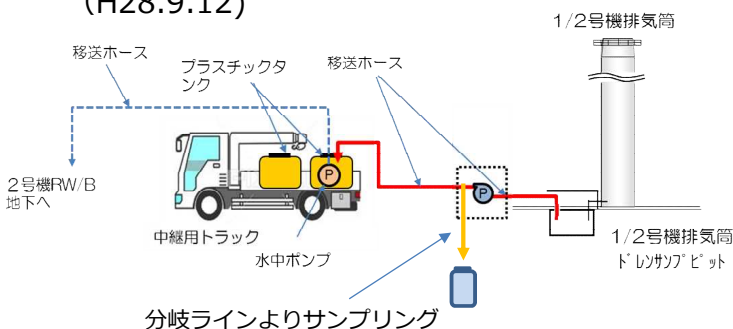 （H28.9.12）
1/2号機排気筒
移送ホース
プラスチックタ
ンク
移送ホース
P
P
2号機RW/B
地下へ
中継用トラック
水中ポンプ
1/2号機排気筒
ﾄﾞﾚﾝｻﾝﾌﾟﾋﾟｯﾄ
分岐ラインよりサンプリング